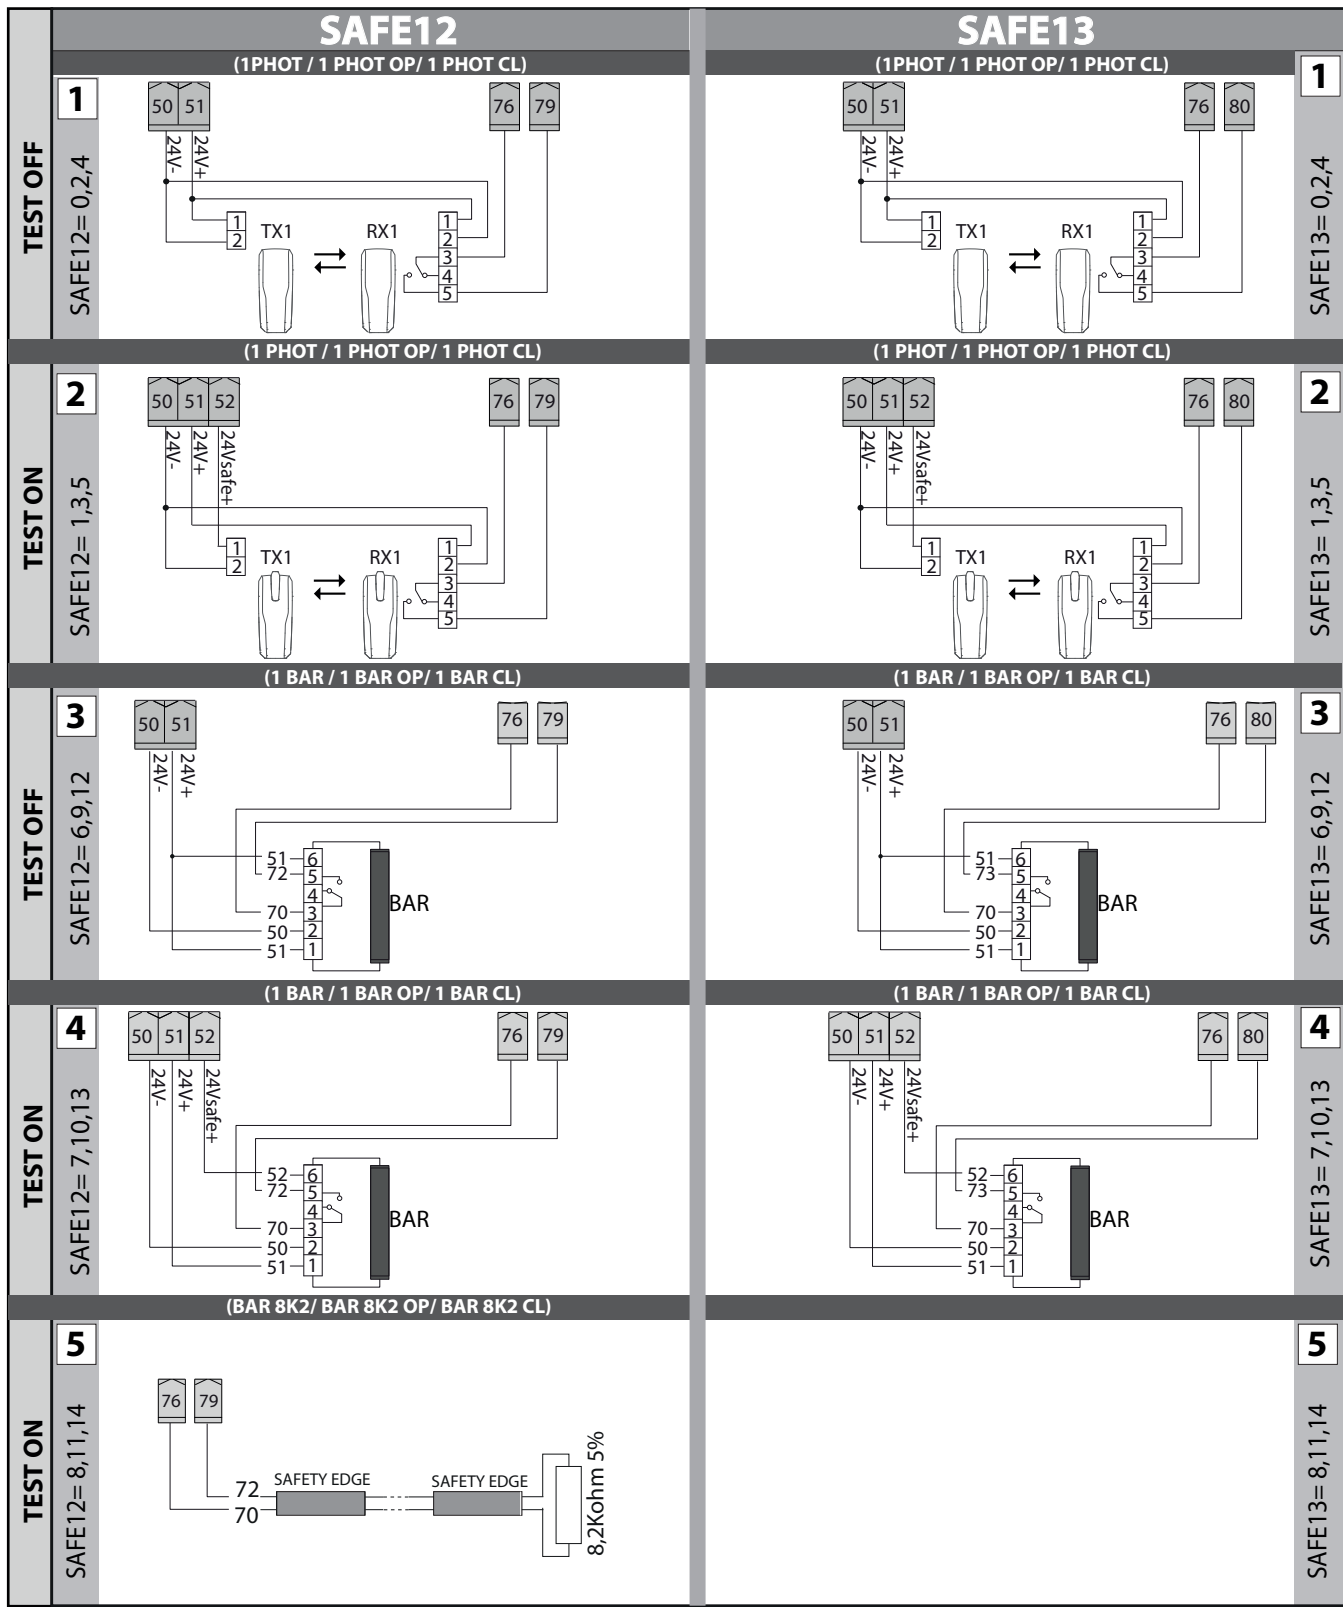 SAFE12
SAFE13
(1PHOT / 1 PHOT OP/ 1 PHOT CL)
(1PHOT / 1 PHOT OP/ 1 PHOT CL)
TEST OFF
SAFE12= 0,2,4
1
50 51 76 79
24V-
24V+
1
2
TX1
RX1
1
2
3
4
5
50 51 76 80
24V-
24V+
1
2
TX1
RX1
1
2
3
4
5
1
SAFE13= 0,2,4
(1 PHOT / 1 PHOT OP/ 1 PHOT CL)
(1 PHOT / 1 PHOT OP/ 1 PHOT CL)
TEST ON
SAFE12= 1,3,5
2
50 51 52 76 79
24V-
24V+
24Vsafe+
1
2
TX1
RX1
1
2
3
4
5
50 51 52 76 80
24V-
24V+
24Vsafe+
1
2
TX1
RX1
1
2
3
4
5
2
SAFE13= 1,3,5
(1 BAR / 1 BAR OP/ 1 BAR CL)
(1 BAR / 1 BAR OP/ 1 BAR CL)
TEST OFF
SAFE12= 6,9,12
3
50 51 76 79
24V-
24V+
51 6
72 5
4
70 3
50 2
51 1
BAR
50 51 76 80
24V-
24V+
51 6
73 5
4
70 3
50 2
51 1
BAR
3
SAFE13= 6,9,12
(1 BAR / 1 BAR OP/ 1 BAR CL)
(1 BAR / 1 BAR OP/ 1 BAR CL)
TEST ON
SAFE12= 7,10,13
4
50 51 52 76 79
24V-
24V+
24Vsafe+
52 6
72 5
4
70 3
50 2
51 1
BAR
50 51 52 76 80
24V-
24V+
24Vsafe+
52 6
73 5
4
70 3
50 2
51 1
BAR
4
SAFE13= 7,10,13
(BAR 8K2/ BAR 8K2 OP/ BAR 8K2 CL)
TEST ON
SAFE12= 8,11,14
5
76 79
72
70
SAFETY EDGE
SAFETY EDGE
8,2Kohm 5%
5
SAFE13= 8,11,14